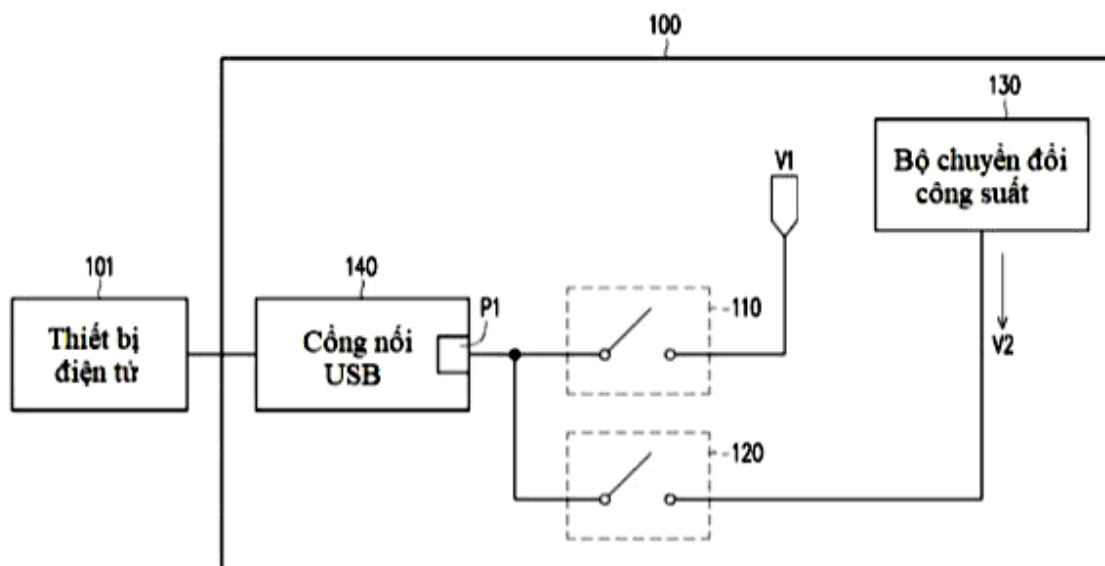 100
130
Bộ chuyển đổi
công suất
V1
101
140
P1
Thiết bị
điện tử
Cổng nối
USB
110
V2
120